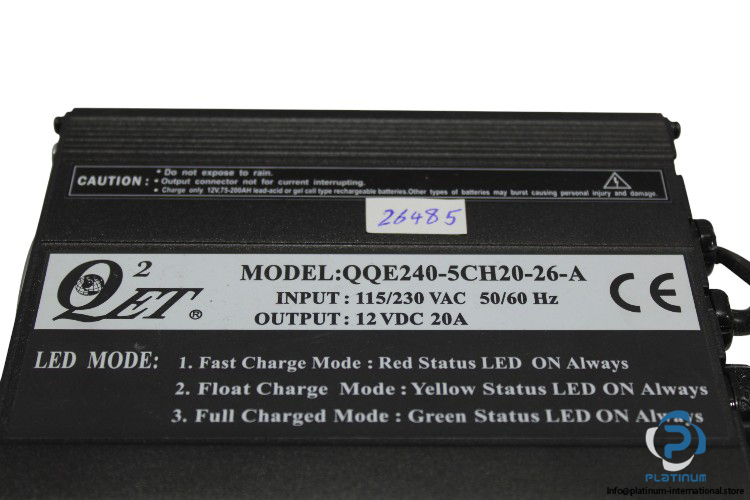 • Do not expose to rain.
CAUTION : • Output connector not for current interrupting.
• Charge only 12V,75-200AH lead-acid or gel cell type rechargeable batteries.Other types of batteries may burst causing personal injury and damage.
26485
Q2ET®
MODEL:QQE240-5CH20-26-A
INPUT : 115/230 VAC 50/60 Hz
OUTPUT : 12 VDC 20A
CE
LED MODE: 1. Fast Charge Mode : Red Status LED ON Always
2. Float Charge Mode : Yellow Status LED ON Always
3. Full Charged Mode : Green Status LED ON Always
PLATINUM
Info@platinum-international.store